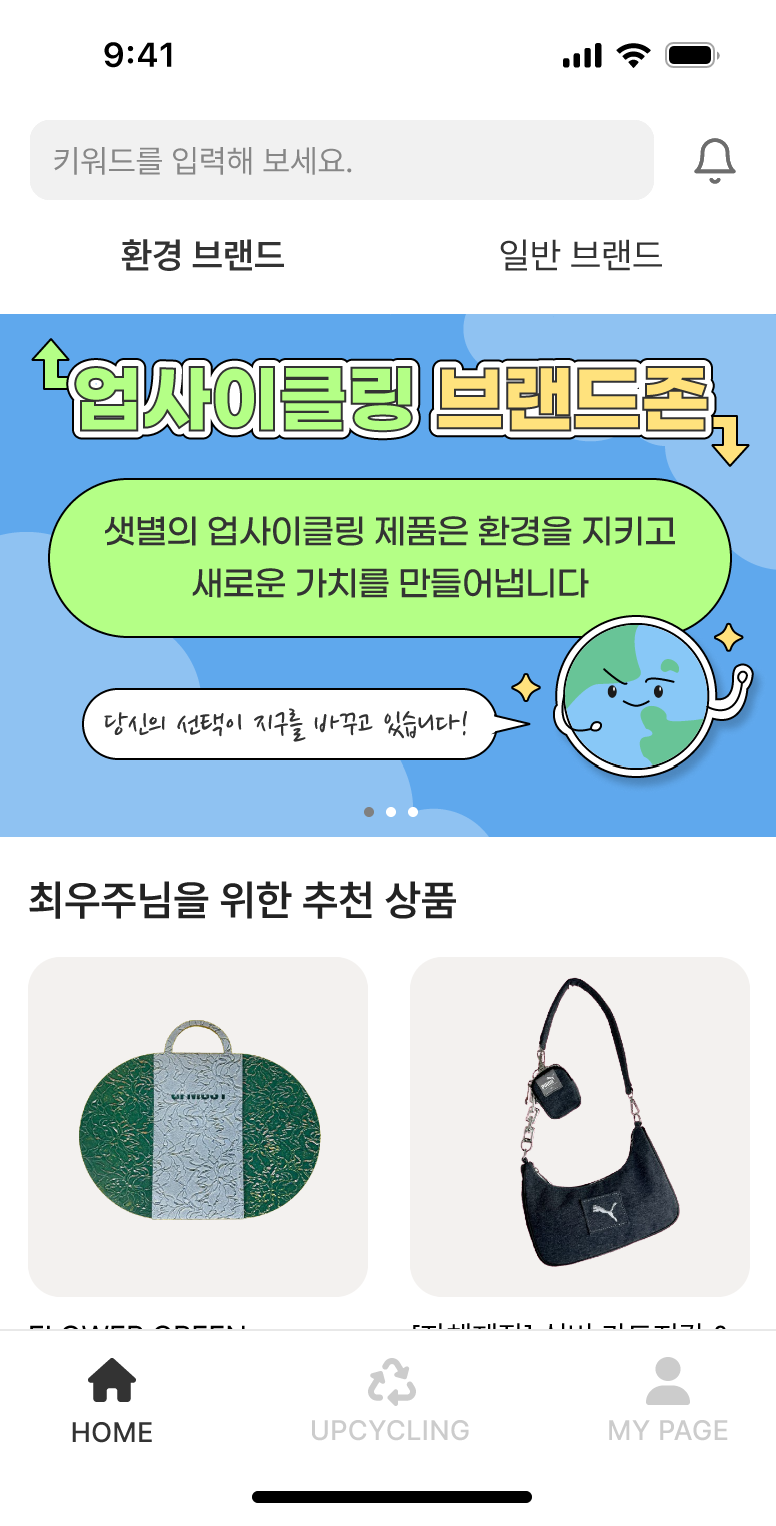 9:41
키워드를 입력해 보세요.
환경 브랜드
일반 브랜드
업사이클링 브랜드존
샛별의 업사이클링 제품은 환경을 지키고
새로운 가치를 만들어냅니다
당신의 선택이 지구를 바꾸고 있습니다!
최우주님을 위한 추천 상품
FLOWER GREEN
HOME
UPCYCLING
MY PAGE